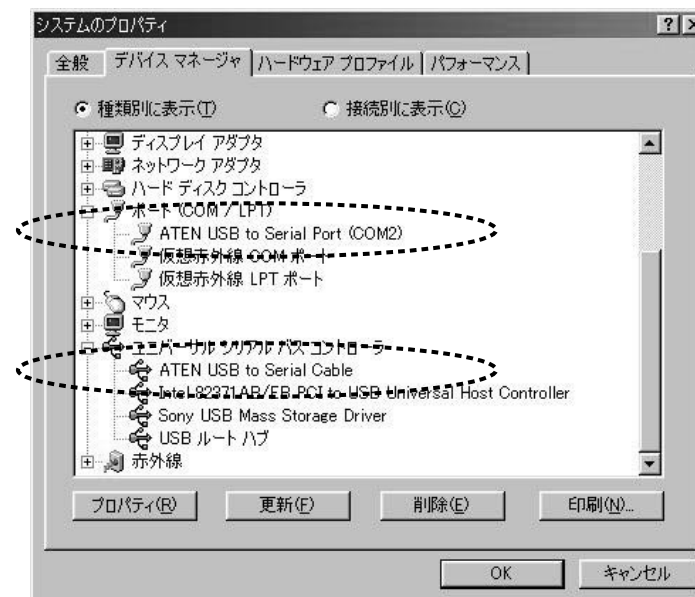 システムのプロパティ
全般 デバイス マネージャ ハードウェア プロファイル パフォーマンス
種類別に表示(T) 接続別に表示(C)
ディスプレイ アダプタ
ネットワーク アダプタ
ハード ディスク コントローラ
ポート (COM / LPT)
ATEN USB to Serial Port (COM2)
仮想赤外線 COM ポート
仮想赤外線 LPT ポート
マウス
モニタ
ユニバーサル シリアル バス コントローラ
ATEN USB to Serial Cable
Intel 82371AB/EB PCI to USB Universal Host Controller
Sony USB Mass Storage Driver
USB ルート ハブ
赤外線
プロパティ(R) 更新(F) 削除(E) 印刷(N)...
OK キャンセル